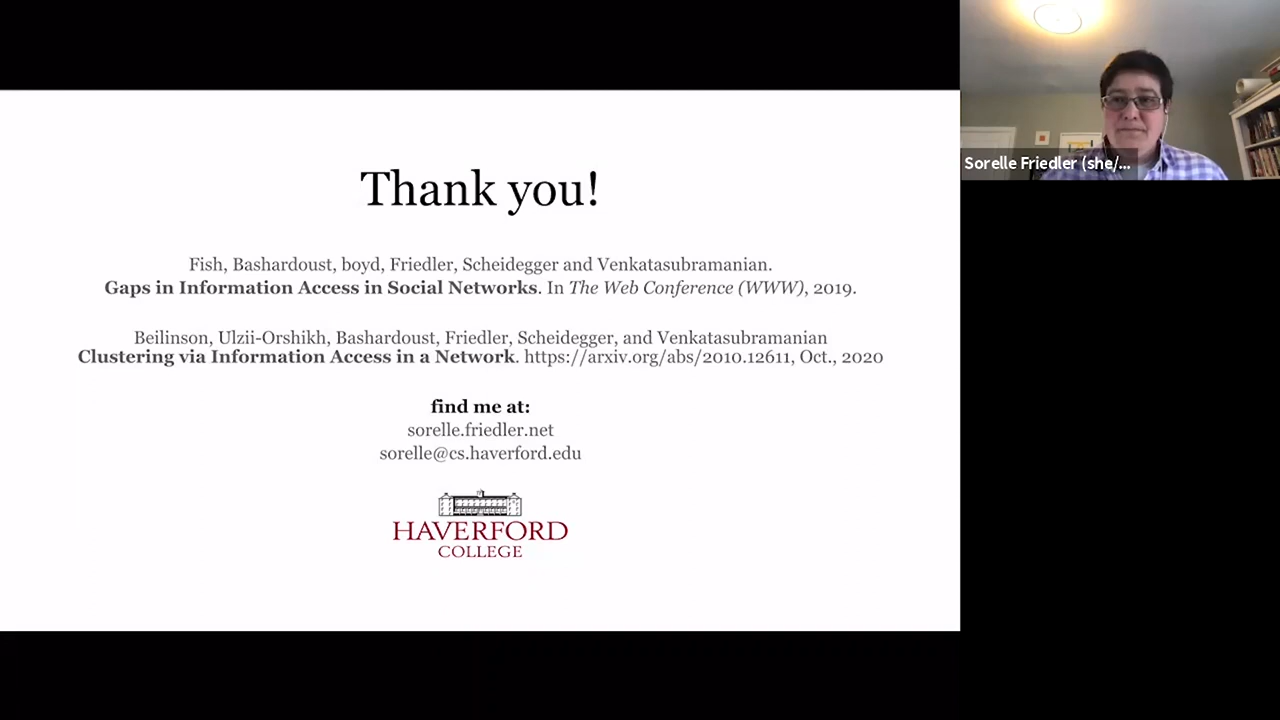 Thank you!
Fish, Bashardoust, boyd, Friedler, Scheidegger and Venkatasubramanian.
Gaps in Information Access in Social Networks. In The Web Conference (WWW), 2019.
Beilinson, Ulzii-Orshikh, Bashardoust, Friedler, Scheidegger, and Venkatasubramanian
Clustering via Information Access in a Network. https://arxiv.org/abs/2010.12611, Oct., 2020
find me at:
sorelle.friedler.net
sorelle@cs.haverford.edu
HAVERFORD
COLLEGE
Sorelle Friedler (she/...